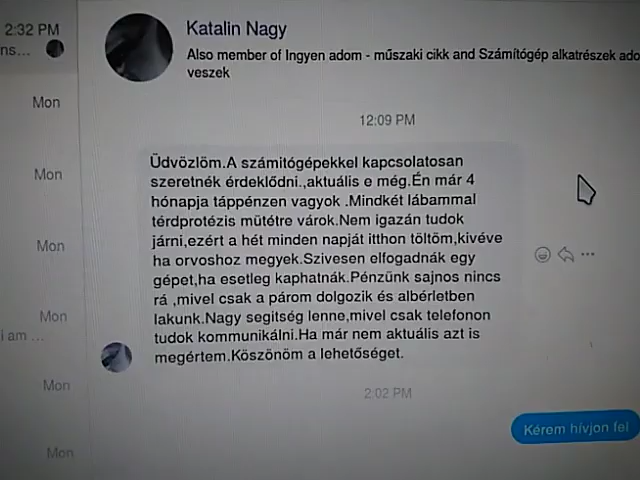 2:32 PM
ns...
Mon
Mon
Mon
Mon
i am ...
Mon
Mon
Katalin Nagy
Also member of Ingyen adom - műszaki cikk and Számítógép alkatrészek ado
veszek
12:09 PM
Üdvözlöm.A számitógépekkel kapcsolatosan
szeretnék érdeklődni.,aktuális e még.Én már 4
hónapja táppénzen vagyok .Mindkét lábammal
térdprotézis mütétre várok.Nem igazán tudok
járni,ezért a hét minden napját itthon töltöm,kivéve
ha orvoshoz megyek.Szivesen elfogadnák egy
gépet,ha esetleg kaphatnák.Pénzünk sajnos nincs
rá ,mivel csak a párom dolgozik és albérletben
lakunk.Nagy segitség lenne,mivel csak telefonon
tudok kommunikálni.Ha már nem aktuális azt is
megértem.Köszönöm a lehetőséget.
2:02 PM
Kérem hívjon fel